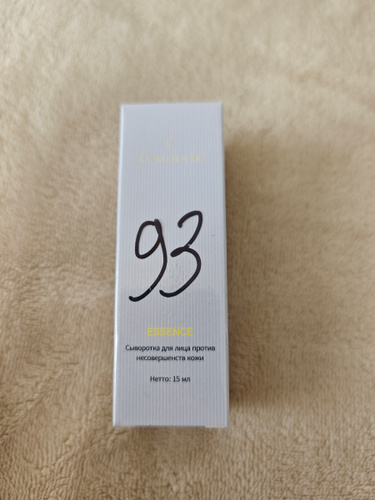 93
ESSENCE
Сыворотка для лица против
несовершенств кожи
Нетто: 15 мл